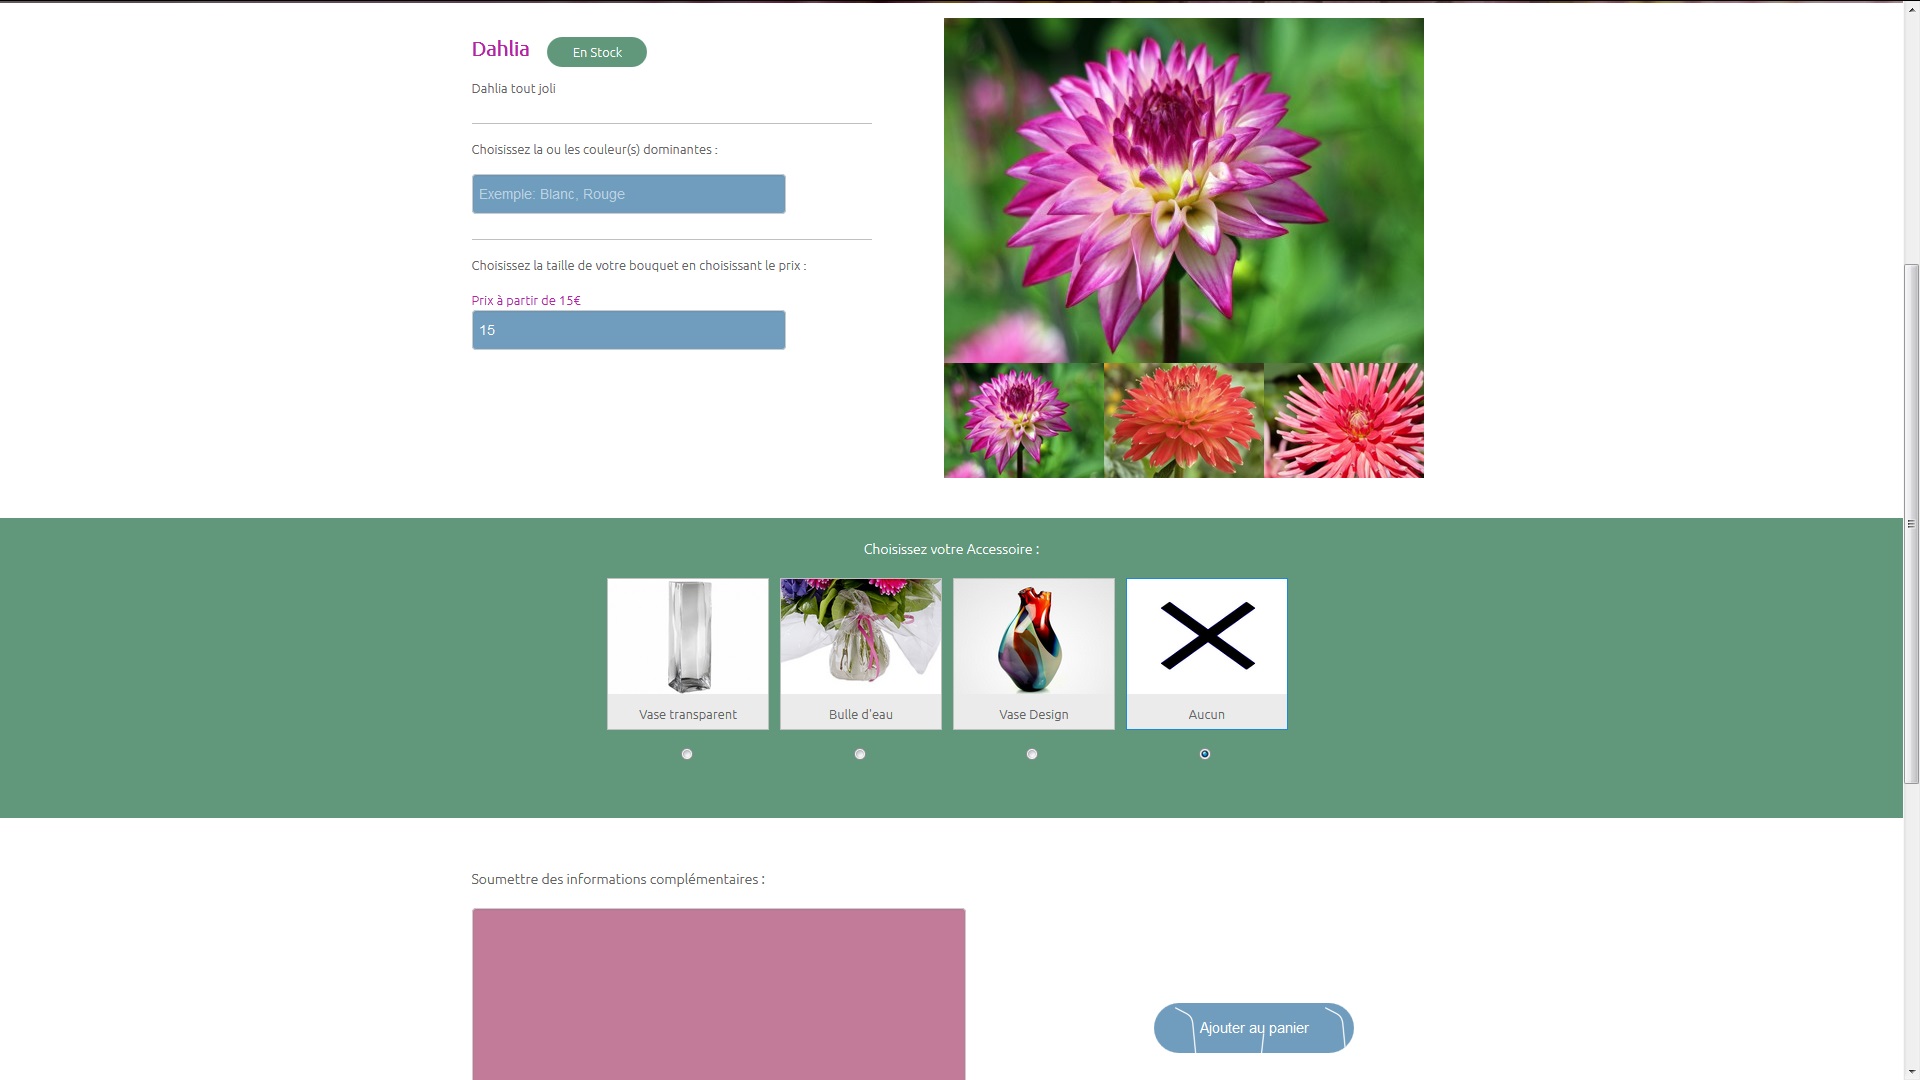 Dahlia
En Stock
Dahlia tout joli
Choisissez la ou les couleur(s) dominantes :
Exemple: Blanc, Rouge
Choisissez la taille de votre bouquet en choisissant le prix :
Prix à partir de 15€
15
Choisissez votre Accessoire :
Vase transparent
Bulle d'eau
Vase Design
Aucun
Soumettre des informations complémentaires :
Ajouter au panier